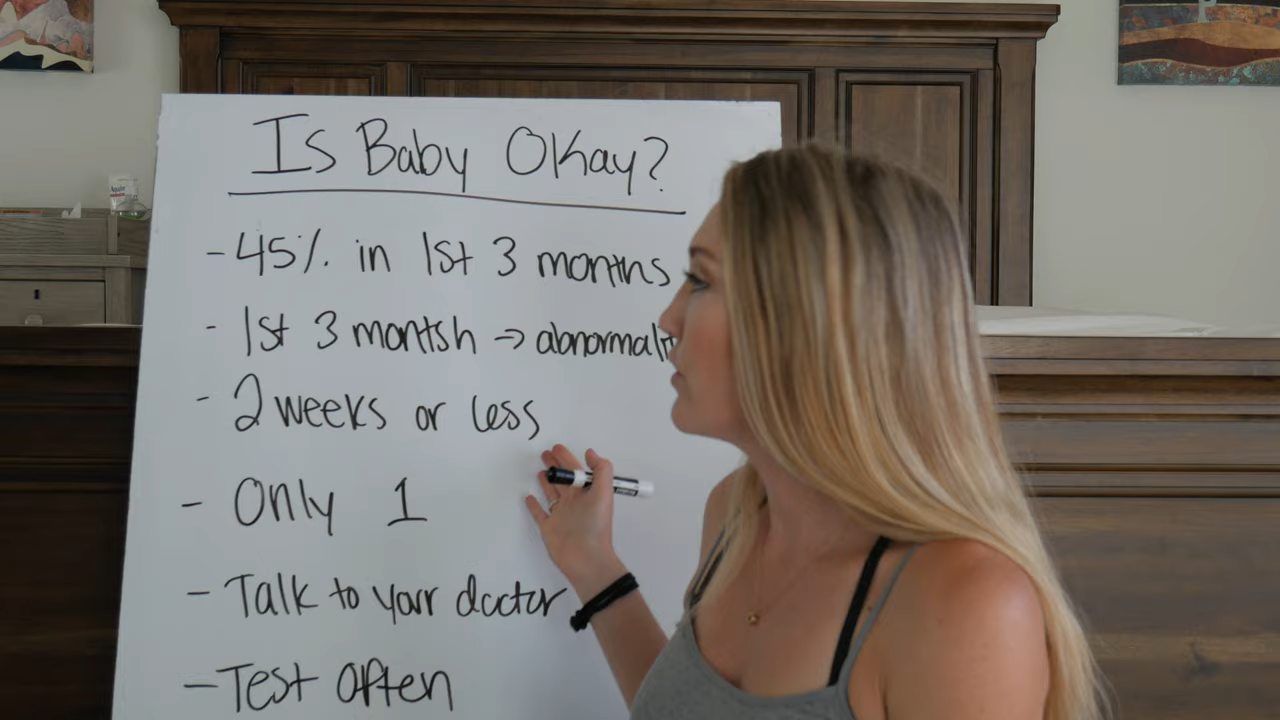 Is Baby Okay?
- 45% in 1st 3 months
- 1st 3 montsh → abnormalit
- 2 weeks or less
- Only 1
- Talk to your doctor
- Test often